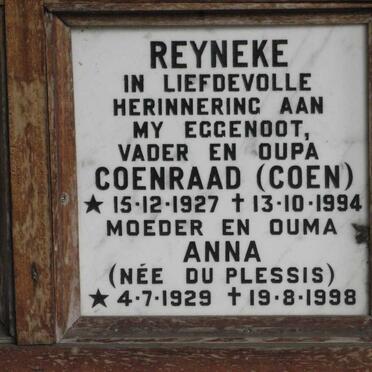 REYNEKE
IN LIEFDEVOLLE
HERINNERING AAN
MY EGGENOOT,
VADER EN OUPA
COENRAAD (COEN)
★ 15·12·1927 ✝ 13·10·1994
MOEDER EN OUMA
ANNA
(NÉE DU PLESSIS)
★ 4·7·1929 ✝ 19·8·1998